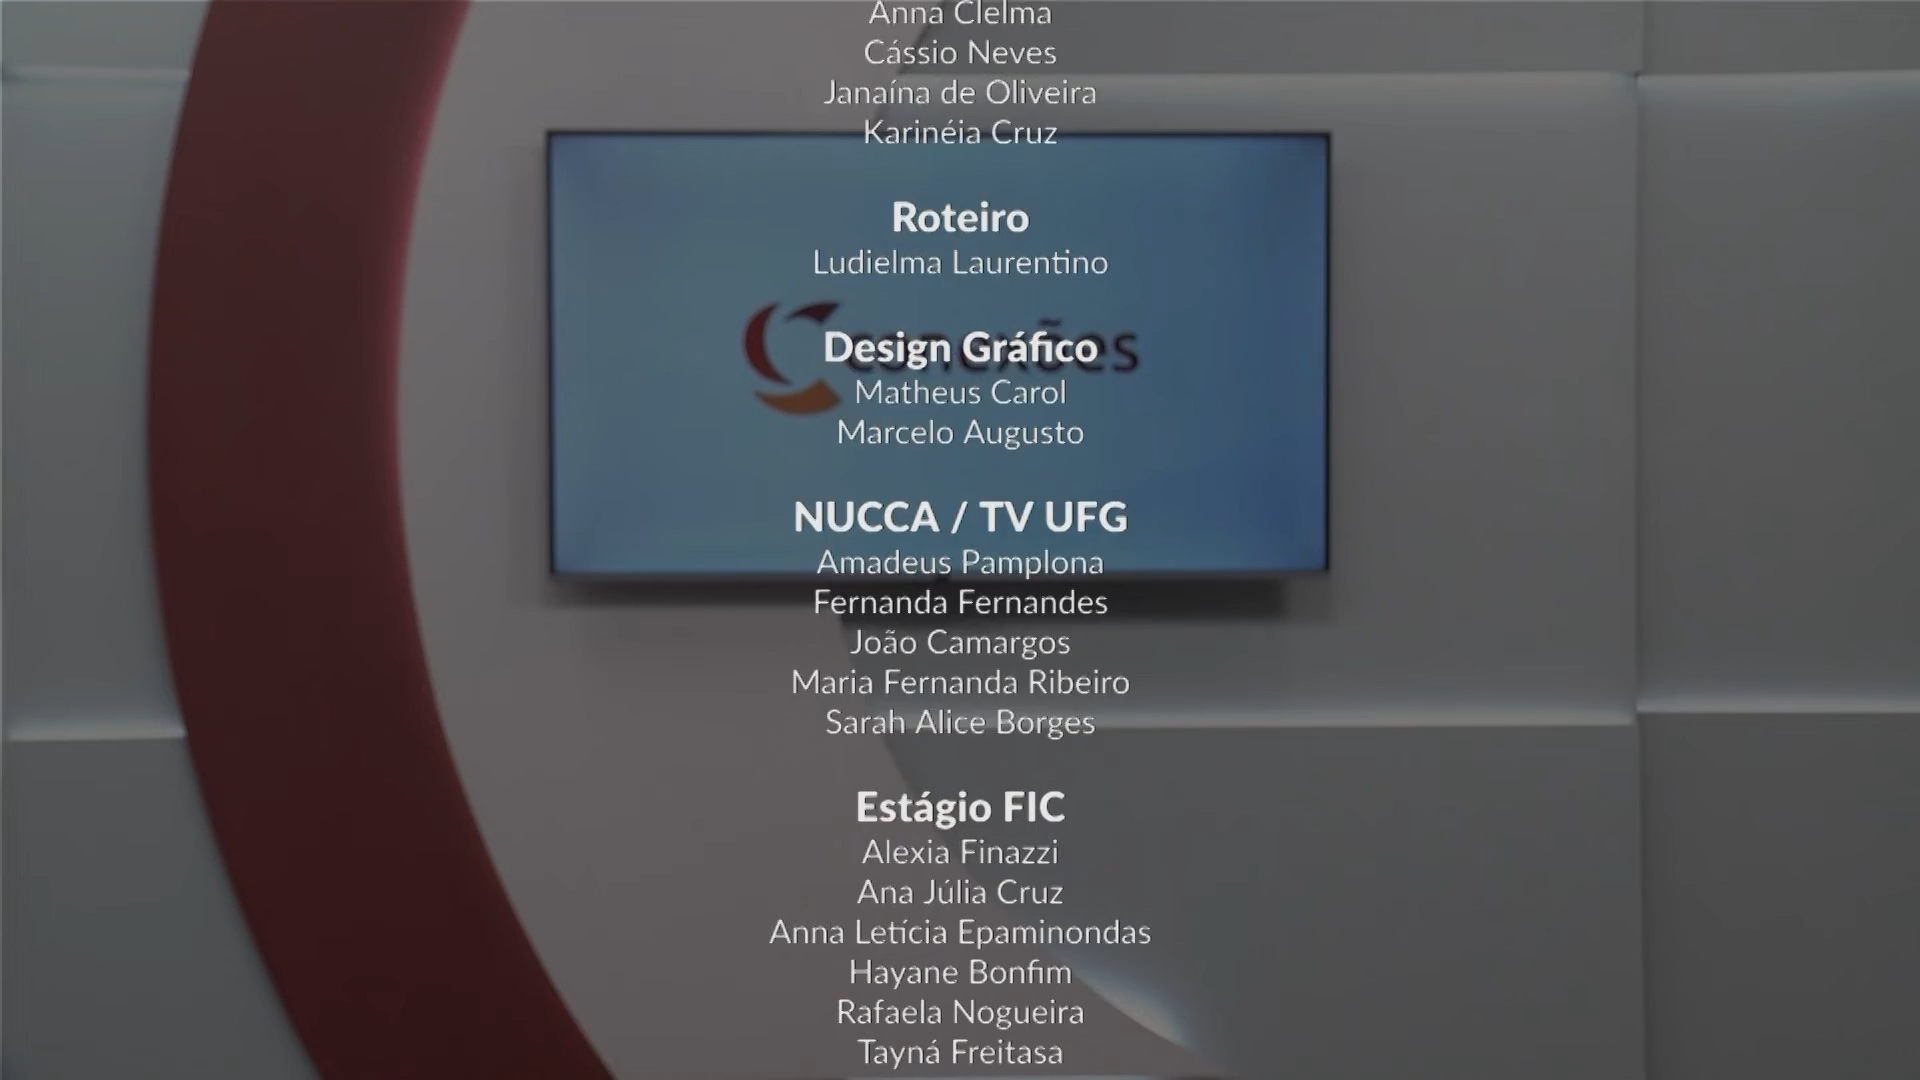 Anna Clelma
Cássio Neves
Janaína de Oliveira
Karinéia Cruz
Roteiro
Ludielma Laurentino
conexões
Design Gráfico
Matheus Carol
Marcelo Augusto
NUCCA / TV UFG
Amadeus Pamplona
Fernanda Fernandes
João Camargos
Maria Fernanda Ribeiro
Sarah Alice Borges
Estágio FIC
Alexia Finazzi
Ana Júlia Cruz
Anna Letícia Epaminondas
Hayane Bonfim
Rafaela Nogueira
Tayná Freitasa